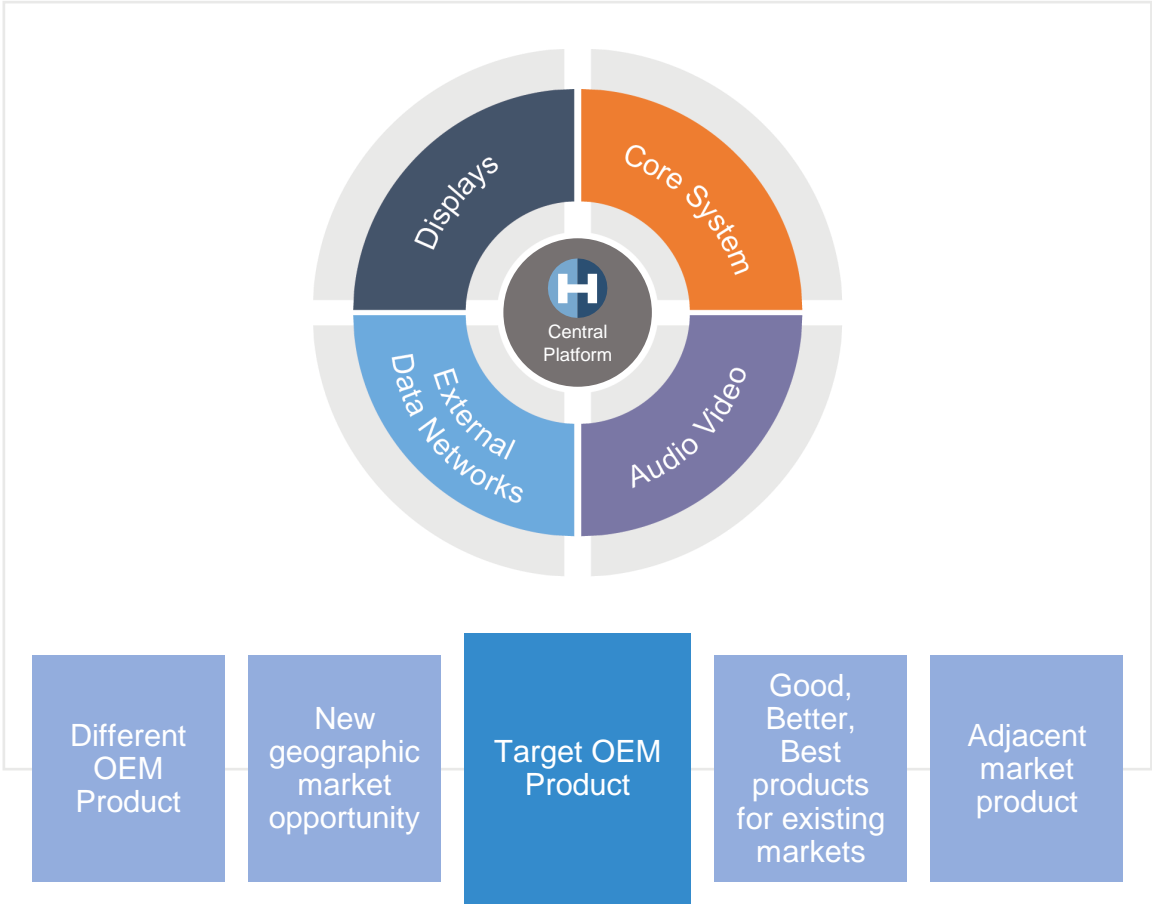 Displays
Core System
H
Central
Platform
External
Data Networks
Audio Video
Different
OEM
Product
New
geographic
market
opportunity
Target OEM
Product
Good,
Better,
Best
products
for existing
markets
Adjacent
market
product